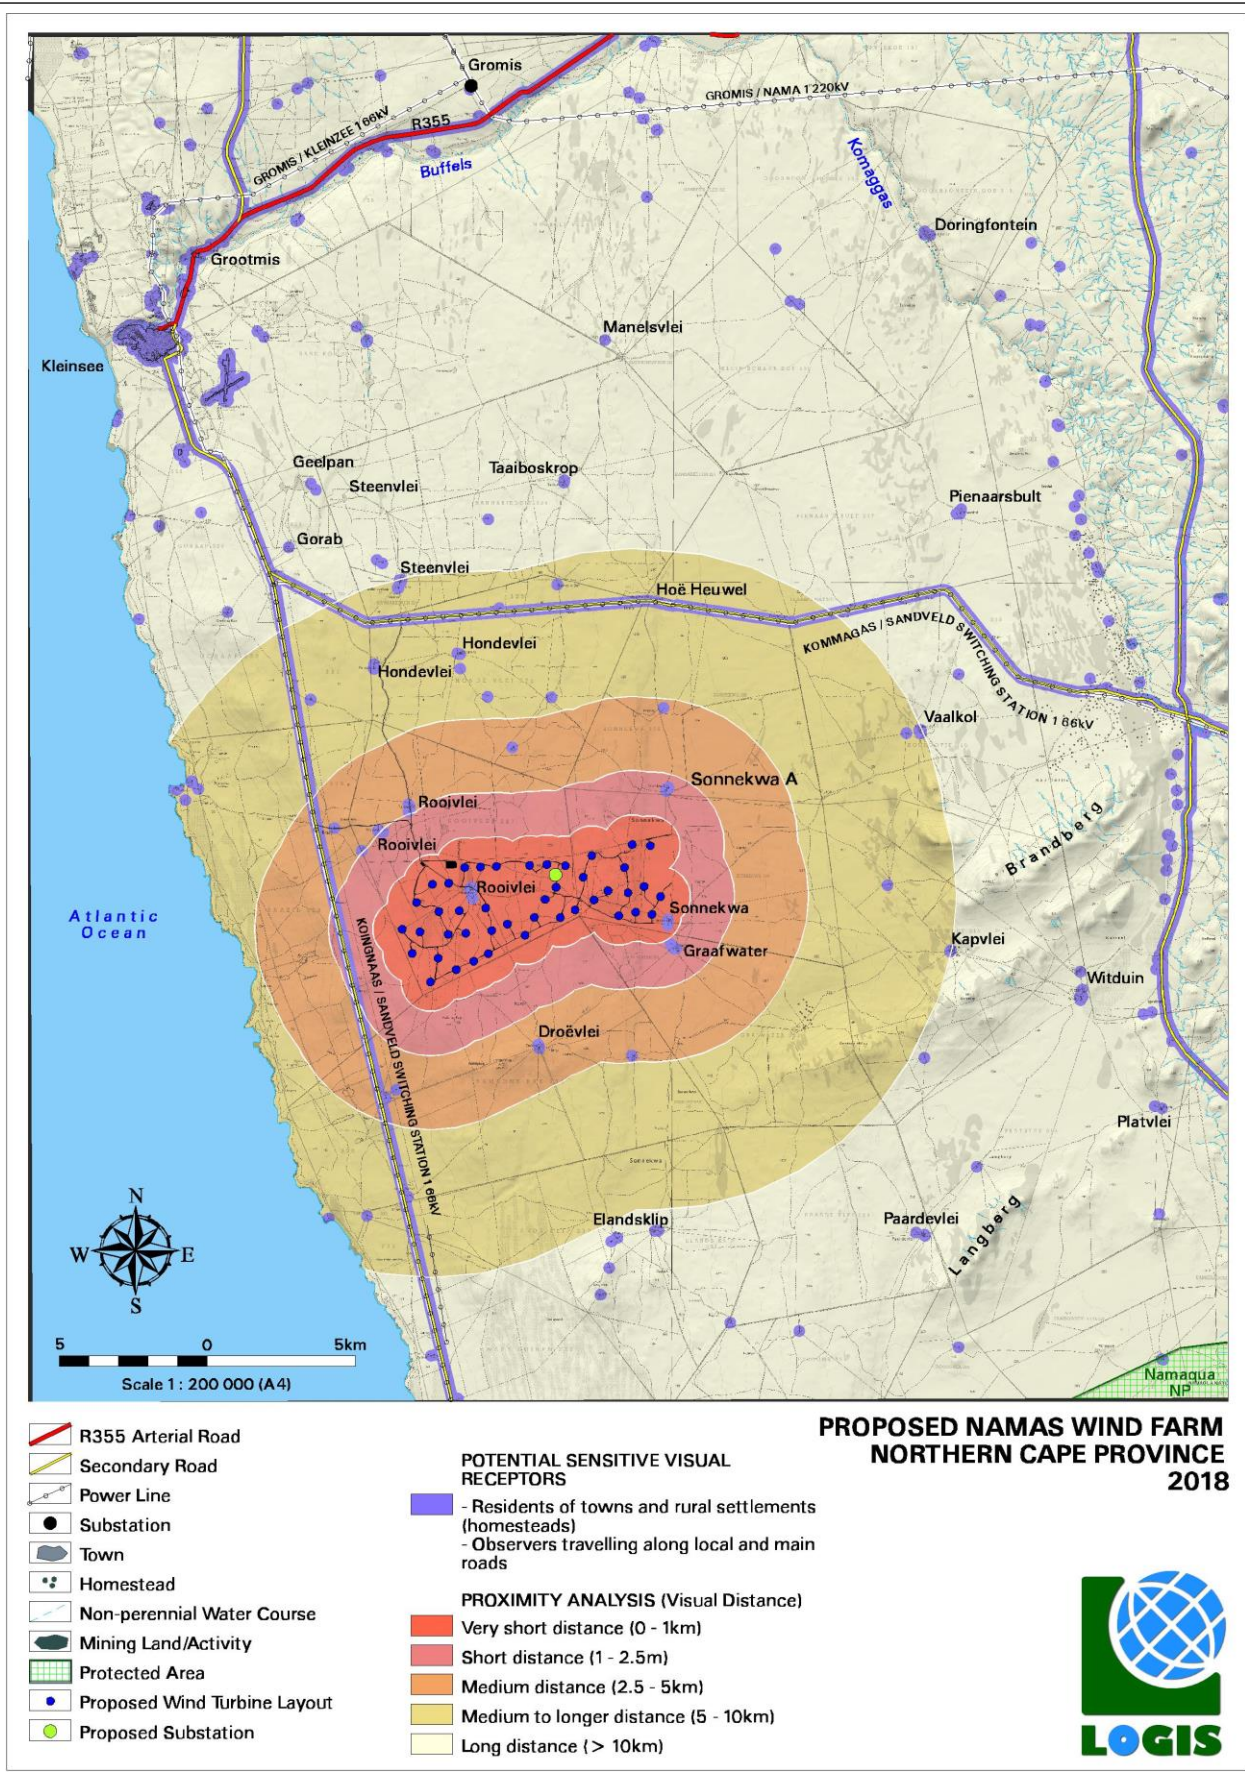 Gromis
GROMIS / NAMA 1 220kV
GROMIS / KLEINZEE 1 66kV
R355
Buffels
Komaggas
Doringfontein
Grootmis
Manelsvlei
Kleinsee
Geelpan
Steenvlei
Taaiboskrop
Pienaarsbult
Gorab
Steenvlei
Hoë Heuwel
KOMMAGAS / SANDVELD SWITCHING STATION 1 66kV
Hondevlei
Hondevlei
Vaalkol
Sonnekwa A
Rooivlei
Rooivlei
Brandberg
Rooivlei
Sonnekwa
Atlantic
Ocean
KOINGNAAS / SANDVELD SWITCHING STATION 1 66kV
Graafwater
Kapvlei
Witduin
Droëvlei
Platvlei
Sonnekwa
N
W E
S
Elandsklip
Paardevlei
Langberg
5 0 5km
Scale 1 : 200 000 (A4)
Namaqua
NP
R355 Arterial Road
Secondary Road
Power Line
Substation
Town
Homestead
Non-perennial Water Course
Mining Land/Activity
Protected Area
Proposed Wind Turbine Layout
Proposed Substation
POTENTIAL SENSITIVE VISUAL
RECEPTORS
- Residents of towns and rural settlements
(homesteads)
- Observers travelling along local and main
roads
PROXIMITY ANALYSIS (Visual Distance)
Very short distance (0 - 1km)
Short distance (1 - 2.5m)
Medium distance (2.5 - 5km)
Medium to longer distance (5 - 10km)
Long distance (> 10km)
PROPOSED NAMAS WIND FARM
NORTHERN CAPE PROVINCE
2018
LOGIS